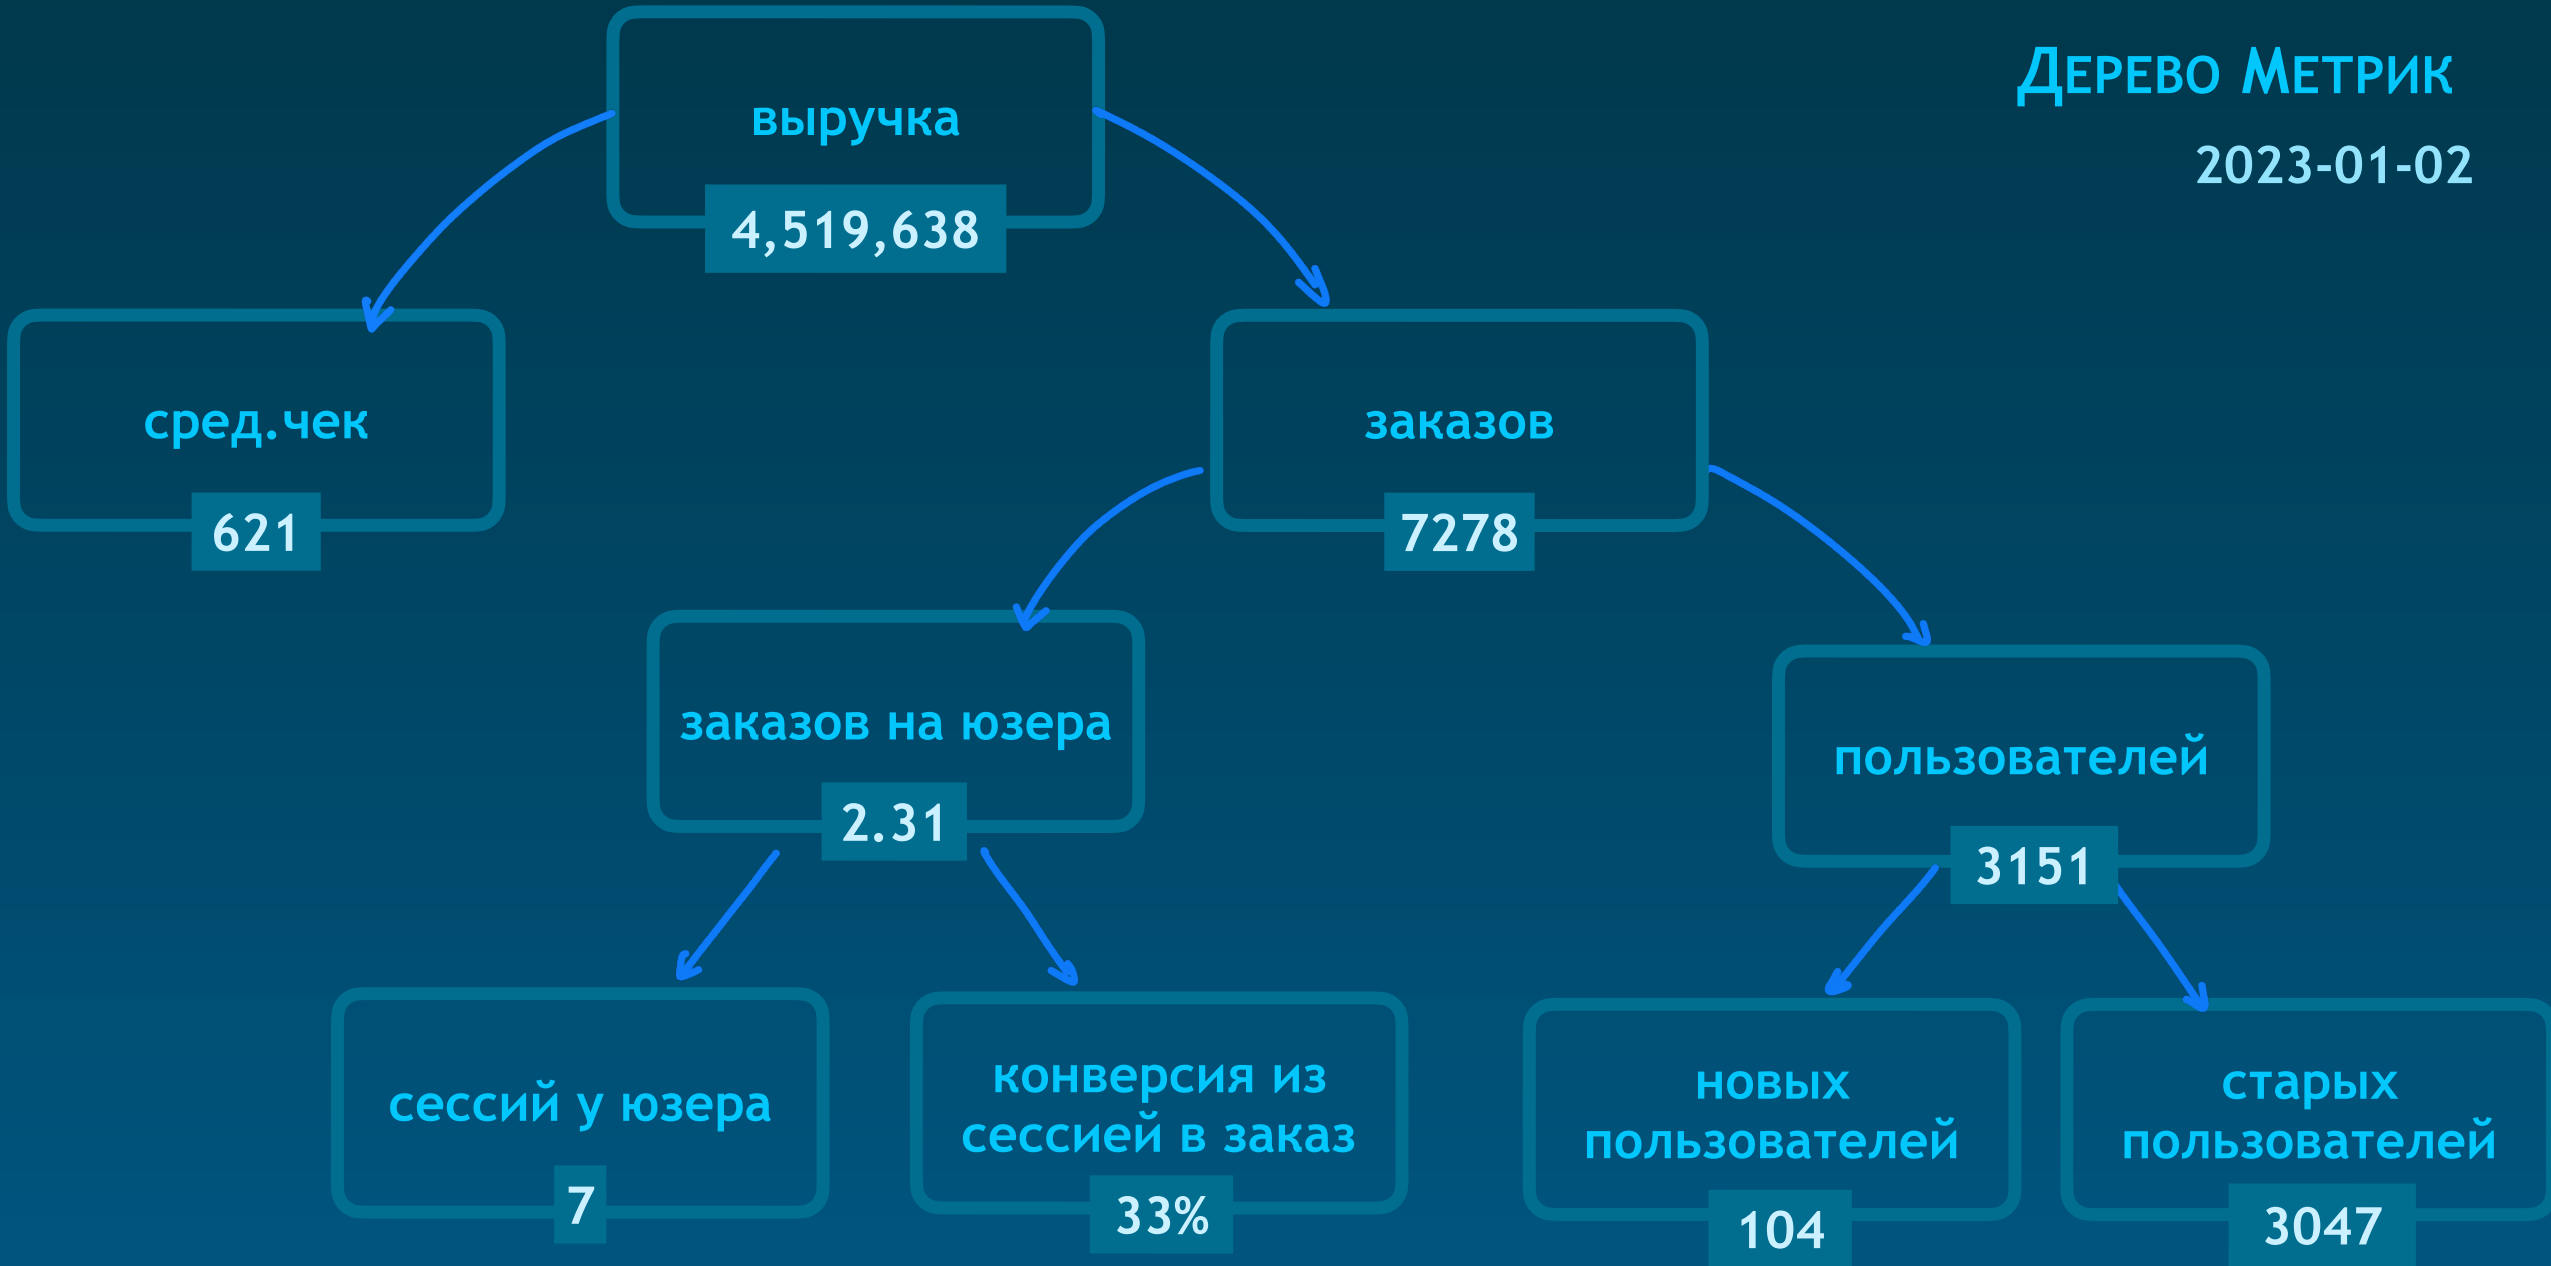 Дерево Метрик
2023-01-02
выручка
4,519,638
сред.чек
621
заказов
7278
заказов на юзера
2.31
пользователей
3151
сессий у юзера
7
конверсия из
сессией в заказ
33%
новых
пользователей
104
старых
пользователей
3047